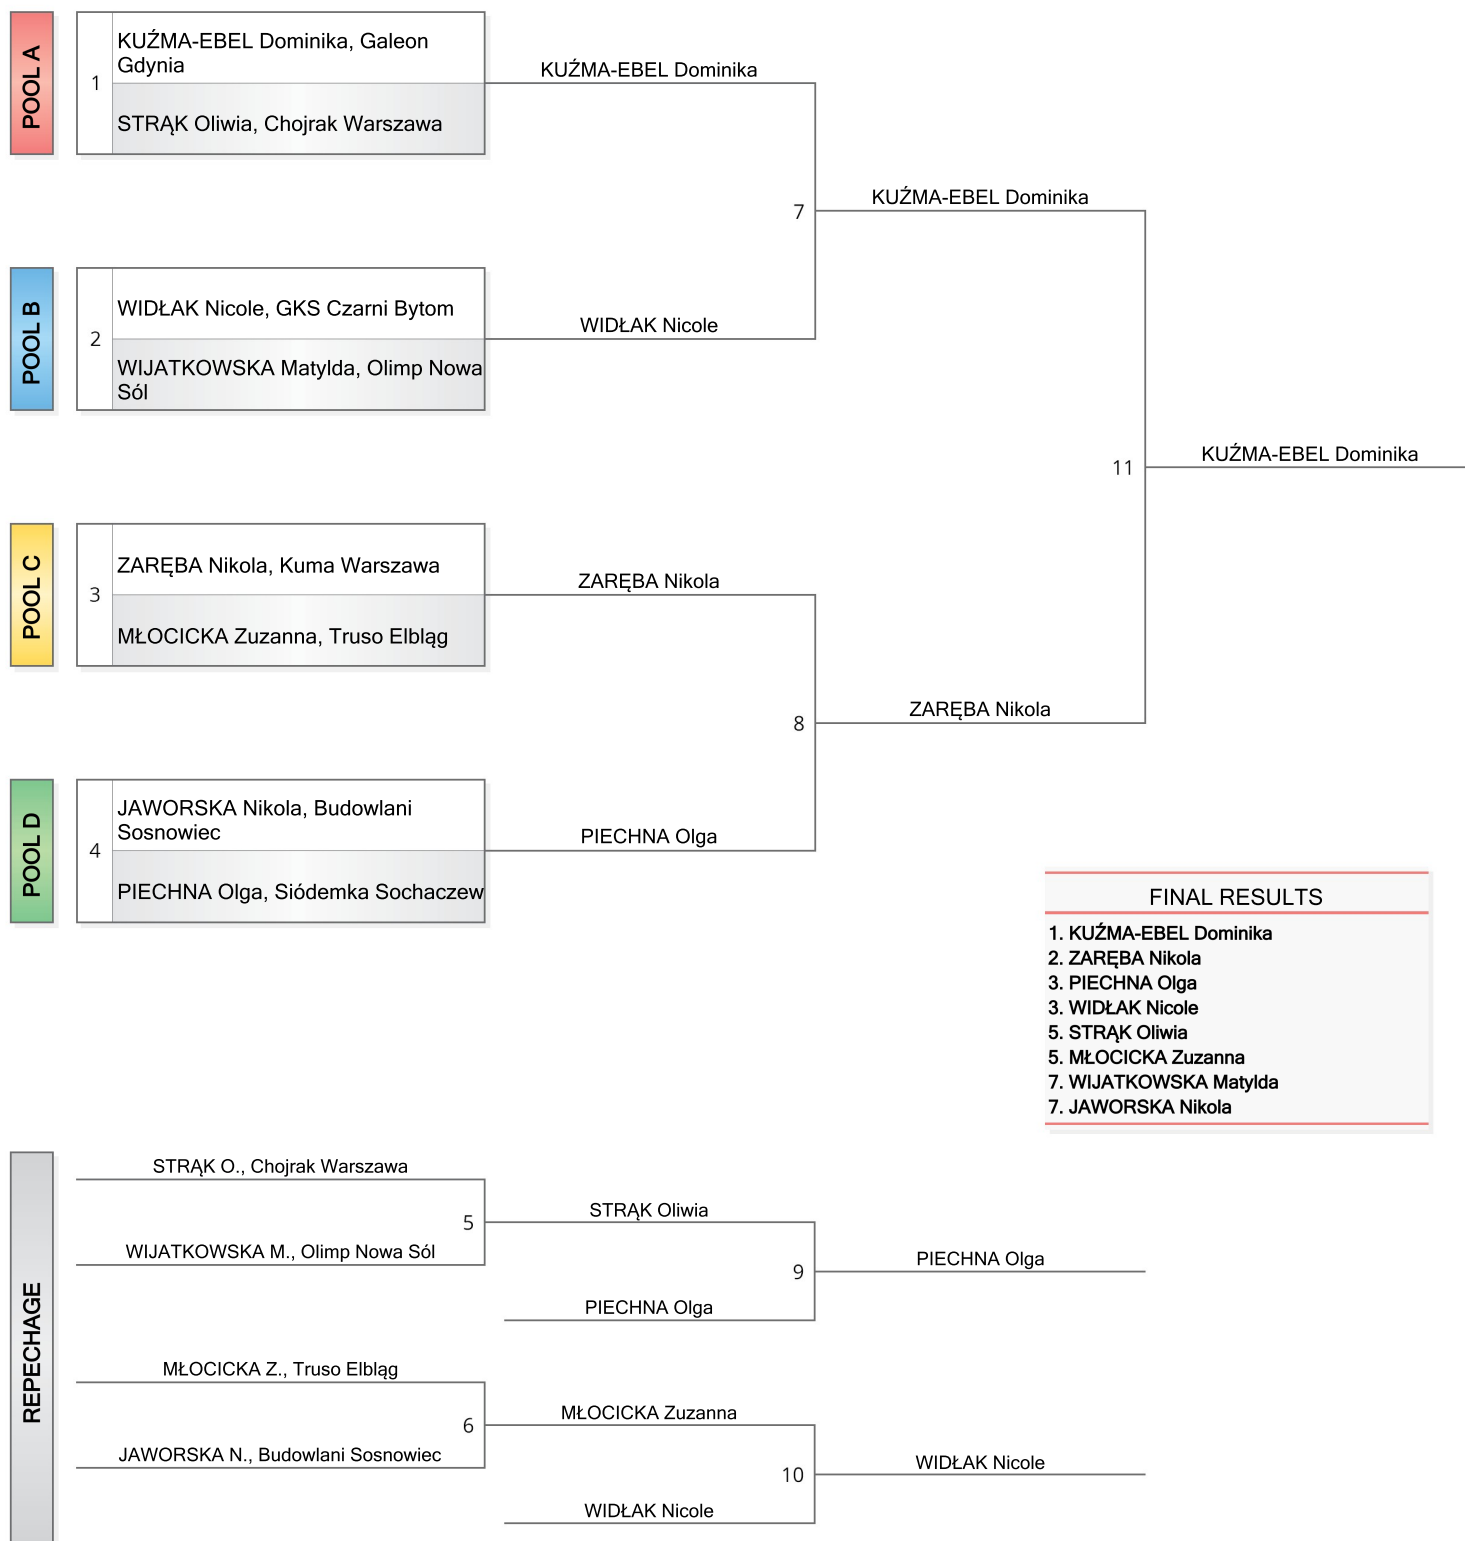 POOL A
1
KUŹMA-EBEL Dominika, Galeon
Gdynia
STRĄK Oliwia, Chojrak Warszawa
KUŹMA-EBEL Dominika
7
KUŹMA-EBEL Dominika
POOL B
2
WIDŁAK Nicole, GKS Czarni Bytom
WIJATKOWSKA Matylda, Olimp Nowa
Sól
WIDŁAK Nicole
11
KUŹMA-EBEL Dominika
POOL C
3
ZARĘBA Nikola, Kuma Warszawa
MŁOCICKA Zuzanna, Truso Elbląg
ZARĘBA Nikola
8
ZARĘBA Nikola
POOL D
4
JAWORSKA Nikola, Budowlani
Sosnowiec
PIECHNA Olga, Siódemka Sochaczew
PIECHNA Olga
FINAL RESULTS
1. KUŹMA-EBEL Dominika
2. ZARĘBA Nikola
3. PIECHNA Olga
3. WIDŁAK Nicole
5. STRĄK Oliwia
5. MŁOCICKA Zuzanna
7. WIJATKOWSKA Matylda
7. JAWORSKA Nikola
REPECHAGE
STRĄK O., Chojrak Warszawa
5
WIJATKOWSKA M., Olimp Nowa Sól
STRĄK Oliwia
9
PIECHNA Olga
PIECHNA Olga
MŁOCICKA Z., Truso Elbląg
6
JAWORSKA N., Budowlani Sosnowiec
MŁOCICKA Zuzanna
10
WIDŁAK Nicole
WIDŁAK Nicole